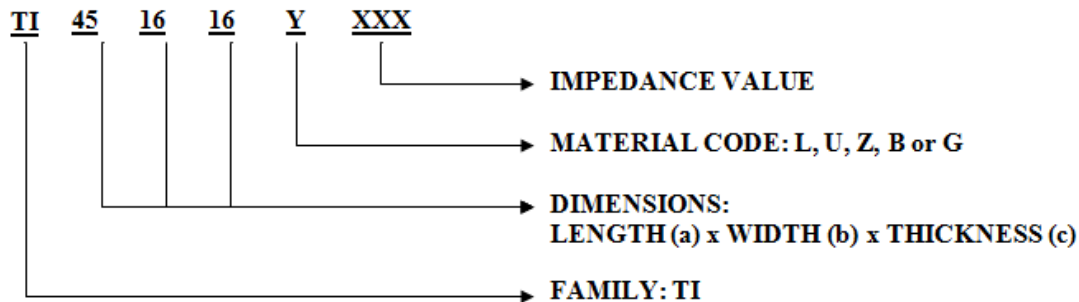 TI 45 16 16 Y XXX
IMPEDANCE VALUE
MATERIAL CODE: L, U, Z, B or G
DIMENSIONS:
LENGTH (a) x WIDTH (b) x THICKNESS (c)
FAMILY: TI